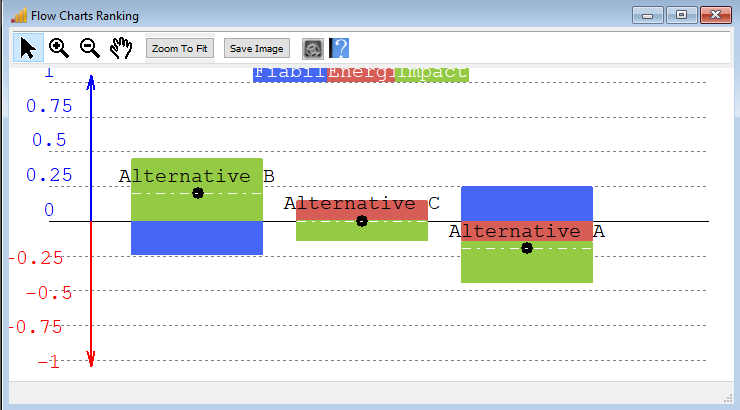 Flow Charts Ranking
Zoom To Fit Save Image
1 Fiabil Energi Impact
0.75
0.5
0.25
0
-0.25
-0.5
-0.75
-1
Alternative B
Alternative C
Alternative A